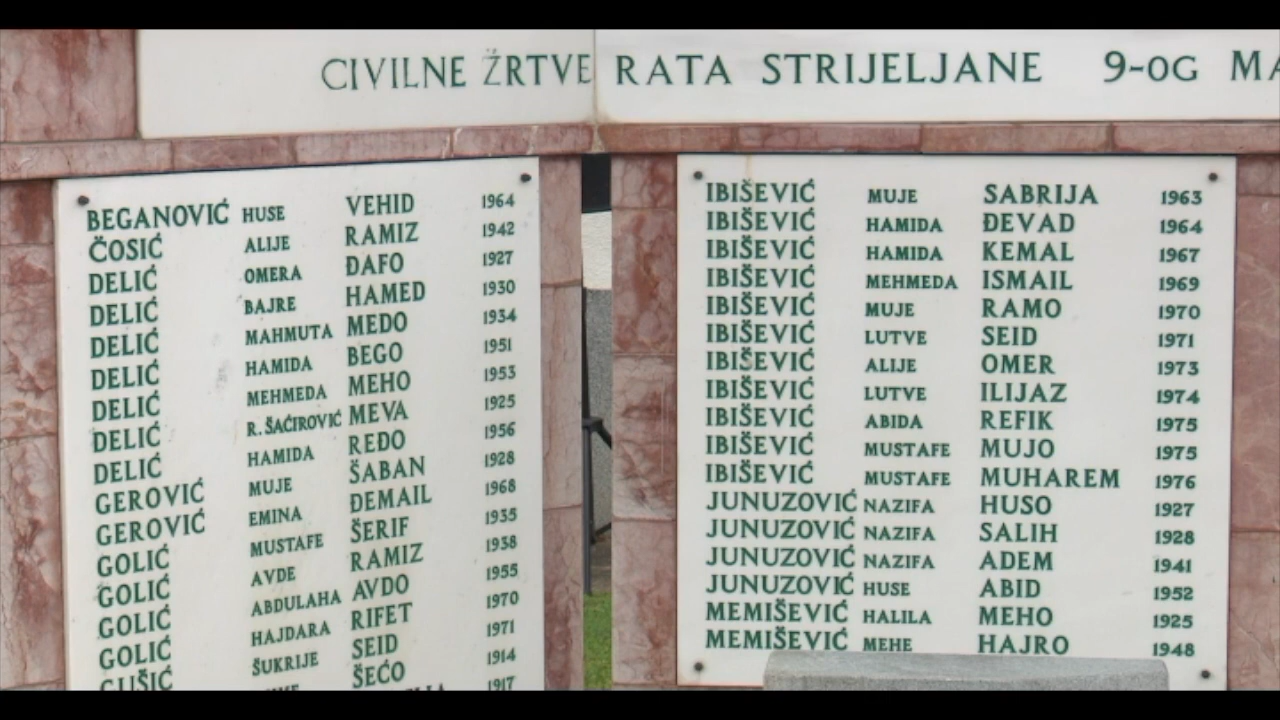 CIVILNE ŽRTVE RATA STRIJELJANE 9-OG
BEGANOVIĆ HUSE VEHID 1964
ČOSIĆ ALIJE RAMIZ 1942
DELIĆ OMERA ĐAFO 1927
DELIĆ BAJRE HAMED 1930
DELIĆ MAHMUTA MEDO 1934
DELIĆ HAMIDA BEGO 1951
DELIĆ MEHMEDA MEHO 1953
DELIĆ R. ŠAĆIROVIĆ MEVA 1925
DELIĆ HAMIDA REĐO 1956
GEROVIĆ MUJE ŠABAN 1928
GEROVIĆ EMINA ĐEMAIL 1968
GOLIĆ MUSTAFE ŠERIF 1935
GOLIĆ AVDE RAMIZ 1938
GOLIĆ ABDULAHA AVDO 1955
GOLIĆ HAJDARA RIFET 1970
GUŠIĆ ŠUKRIJE SEID 1971
ŠEĆO 1914
1917
IBIŠEVIĆ MUJE SABRIJA 1963
IBIŠEVIĆ HAMIDA ĐEVAD 1964
IBIŠEVIĆ HAMIDA KEMAL 1967
IBIŠEVIĆ MEHMEDA ISMAIL 1969
IBIŠEVIĆ MUJE RAMO 1970
IBIŠEVIĆ LUTVE SEID 1971
IBIŠEVIĆ ALIJE OMER 1973
IBIŠEVIĆ LUTVE ILIJAZ 1974
IBIŠEVIĆ ABIDA REFIK 1975
IBIŠEVIĆ MUSTAFE MUJO 1975
IBIŠEVIĆ MUSTAFE MUHAREM 1976
JUNUZOVIĆ NAZIFA HUSO 1927
JUNUZOVIĆ NAZIFA SALIH 1928
JUNUZOVIĆ NAZIFA ADEM 1941
JUNUZOVIĆ HUSE ABID 1952
MEMIŠEVIĆ HALILA MEHO 1925
MEMIŠEVIĆ MEHE HAJRO 1948